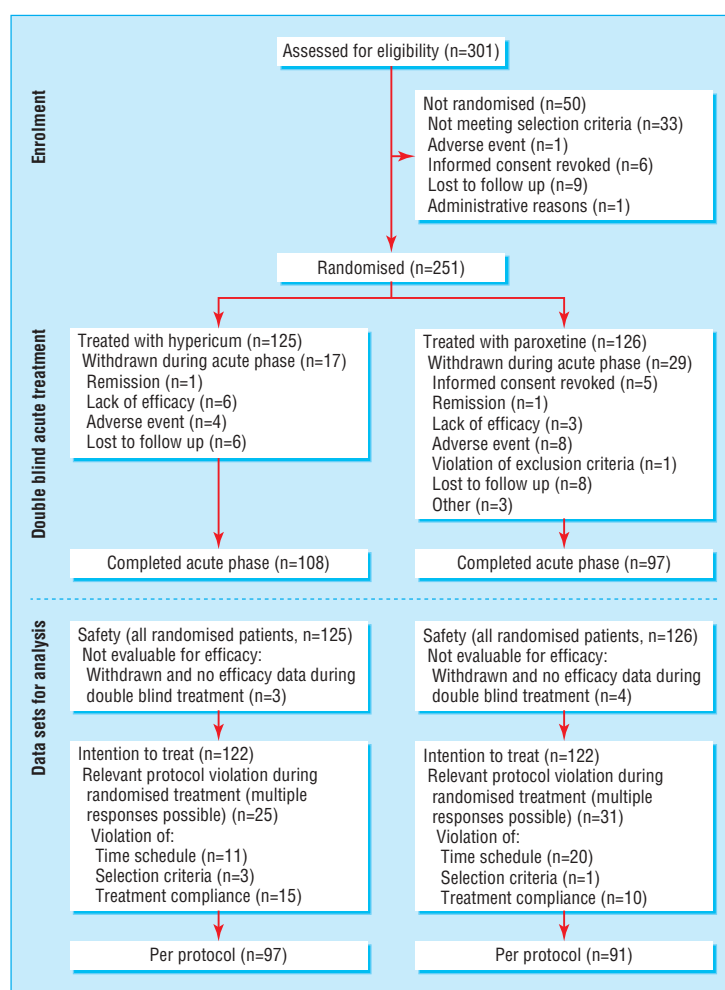 Enrolment
Assessed for eligibility (n=301)
Not randomised (n=50)
Not meeting selection criteria (n=33)
Adverse event (n=1)
Informed consent revoked (n=6)
Lost to follow up (n=9)
Administrative reasons (n=1)
Randomised (n=251)
Double blind acute treatment
Treated with hypericum (n=125)
Withdrawn during acute phase (n=17)
Remission (n=1)
Lack of efficacy (n=6)
Adverse event (n=4)
Lost to follow up (n=6)
Treated with paroxetine (n=126)
Withdrawn during acute phase (n=29)
Informed consent revoked (n=5)
Remission (n=1)
Lack of efficacy (n=3)
Adverse event (n=8)
Violation of exclusion criteria (n=1)
Lost to follow up (n=8)
Other (n=3)
Completed acute phase (n=108)
Completed acute phase (n=97)
Data sets for analysis
Safety (all randomised patients, n=125)
Not evaluable for efficacy:
Withdrawn and no efficacy data during
double blind treatment (n=3)
Safety (all randomised patients, n=126)
Not evaluable for efficacy:
Withdrawn and no efficacy data during
double blind treatment (n=4)
Intention to treat (n=122)
Relevant protocol violation during
randomised treatment (multiple
responses possible) (n=25)
Violation of:
Time schedule (n=11)
Selection criteria (n=3)
Treatment compliance (n=15)
Intention to treat (n=122)
Relevant protocol violation during
randomised treatment (multiple
responses possible) (n=31)
Violation of:
Time schedule (n=20)
Selection criteria (n=1)
Treatment compliance (n=10)
Per protocol (n=97)
Per protocol (n=91)